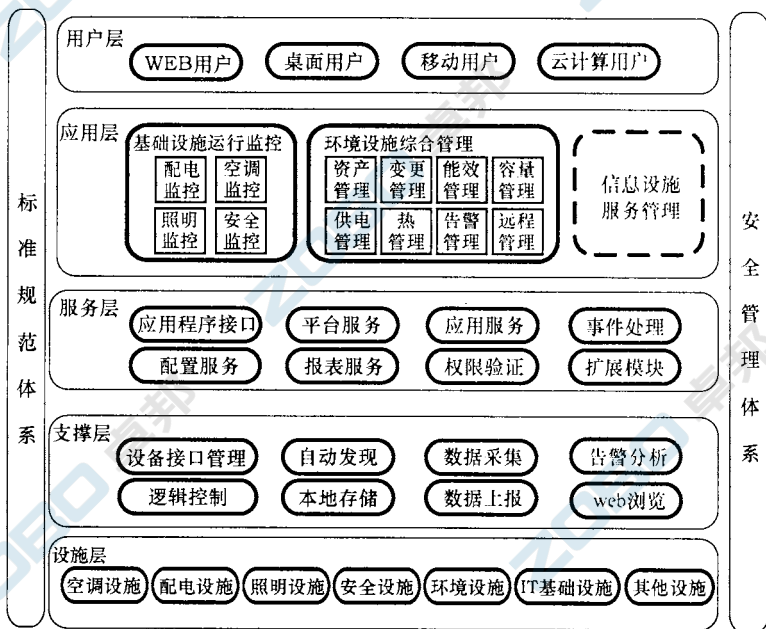 标准规范体系
用户层
WEB用户 桌面用户 移动用户 云计算用户
应用层
基础设施运行监控
配电监控 空调监控
照明监控 安全监控
环境设施综合管理
资产管理 变更管理 能效管理 容量管理
供电管理 热管理 告警管理 远程管理
信息设施
服务管理
服务层
应用程序接口 平台服务 应用服务 事件处理
配置服务 报表服务 权限验证 扩展模块
支撑层
设备接口管理 自动发现 数据采集 告警分析
逻辑控制 本地存储 数据上报 web浏览
设施层
空调设施 配电设施 照明设施 安全设施 环境设施 IT基础设施 其他设施
安全管理体系
ZOBO 卓邦